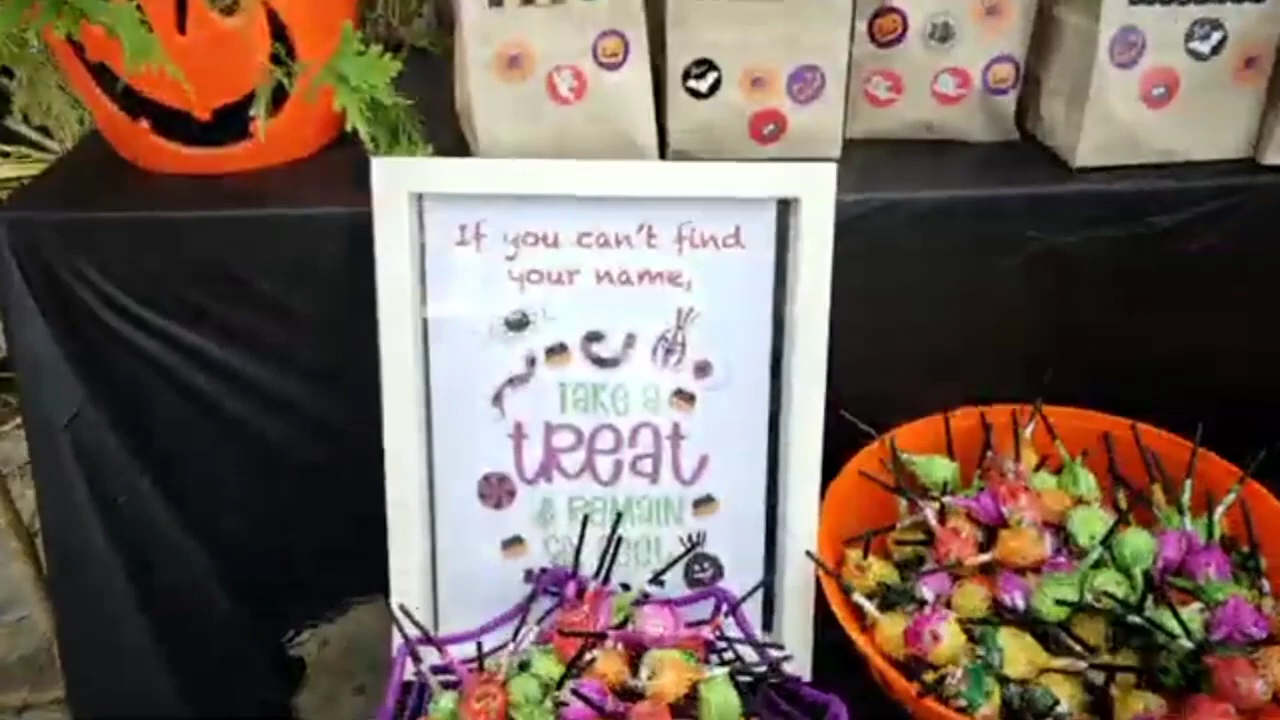 If you can't find
your name,
Take a
treat
& Remain